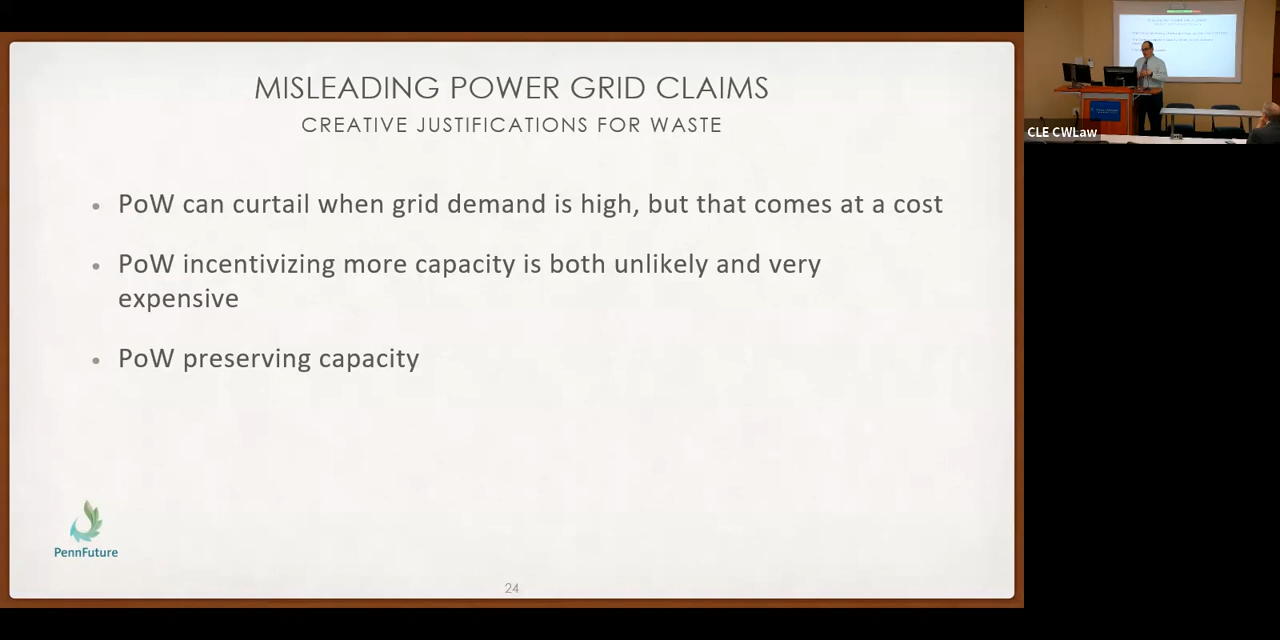 MISLEADING POWER GRID CLAIMS
CREATIVE JUSTIFICATIONS FOR WASTE
• PoW can curtail when grid demand is high, but that comes at a cost
• PoW incentivizing more capacity is both unlikely and very
expensive
• PoW preserving capacity
PennFuture
24
CLE CWLaw